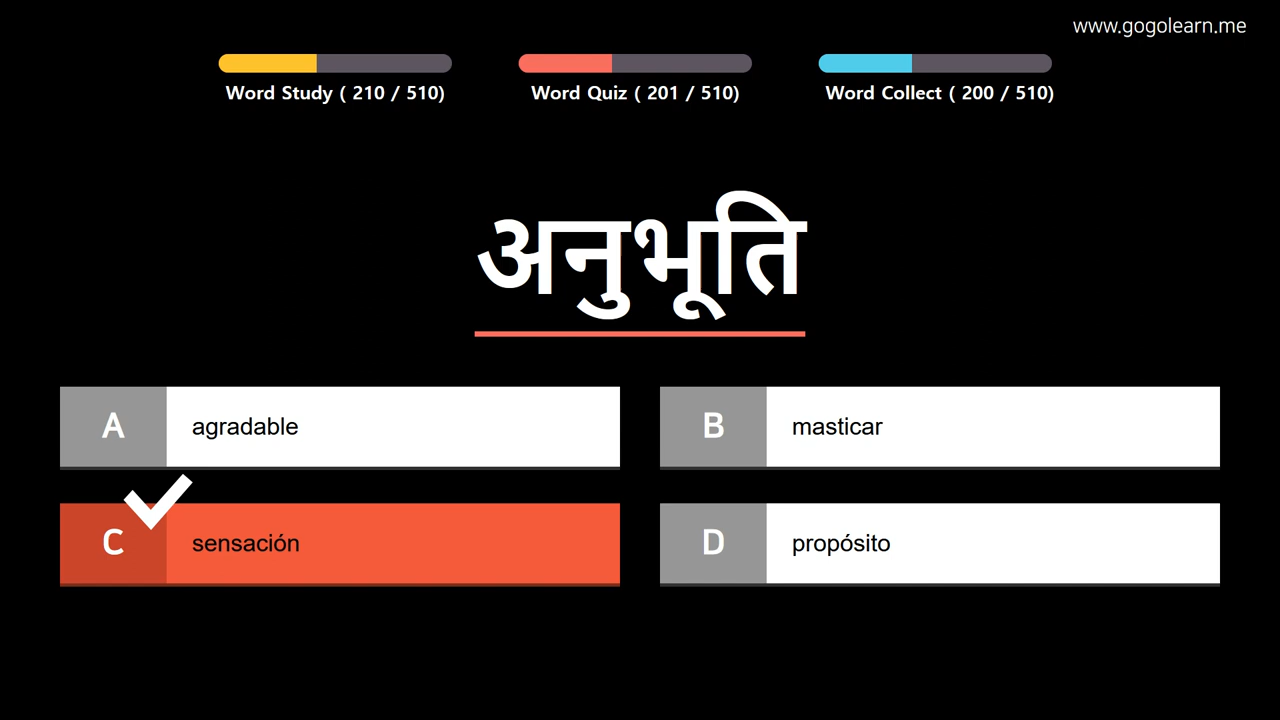 www.gogolearn.me
Word Study ( 210 / 510)
Word Quiz ( 201 / 510)
Word Collect ( 200 / 510)
अनुभूति
A
agradable
B
masticar
C
sensación
D
propósito